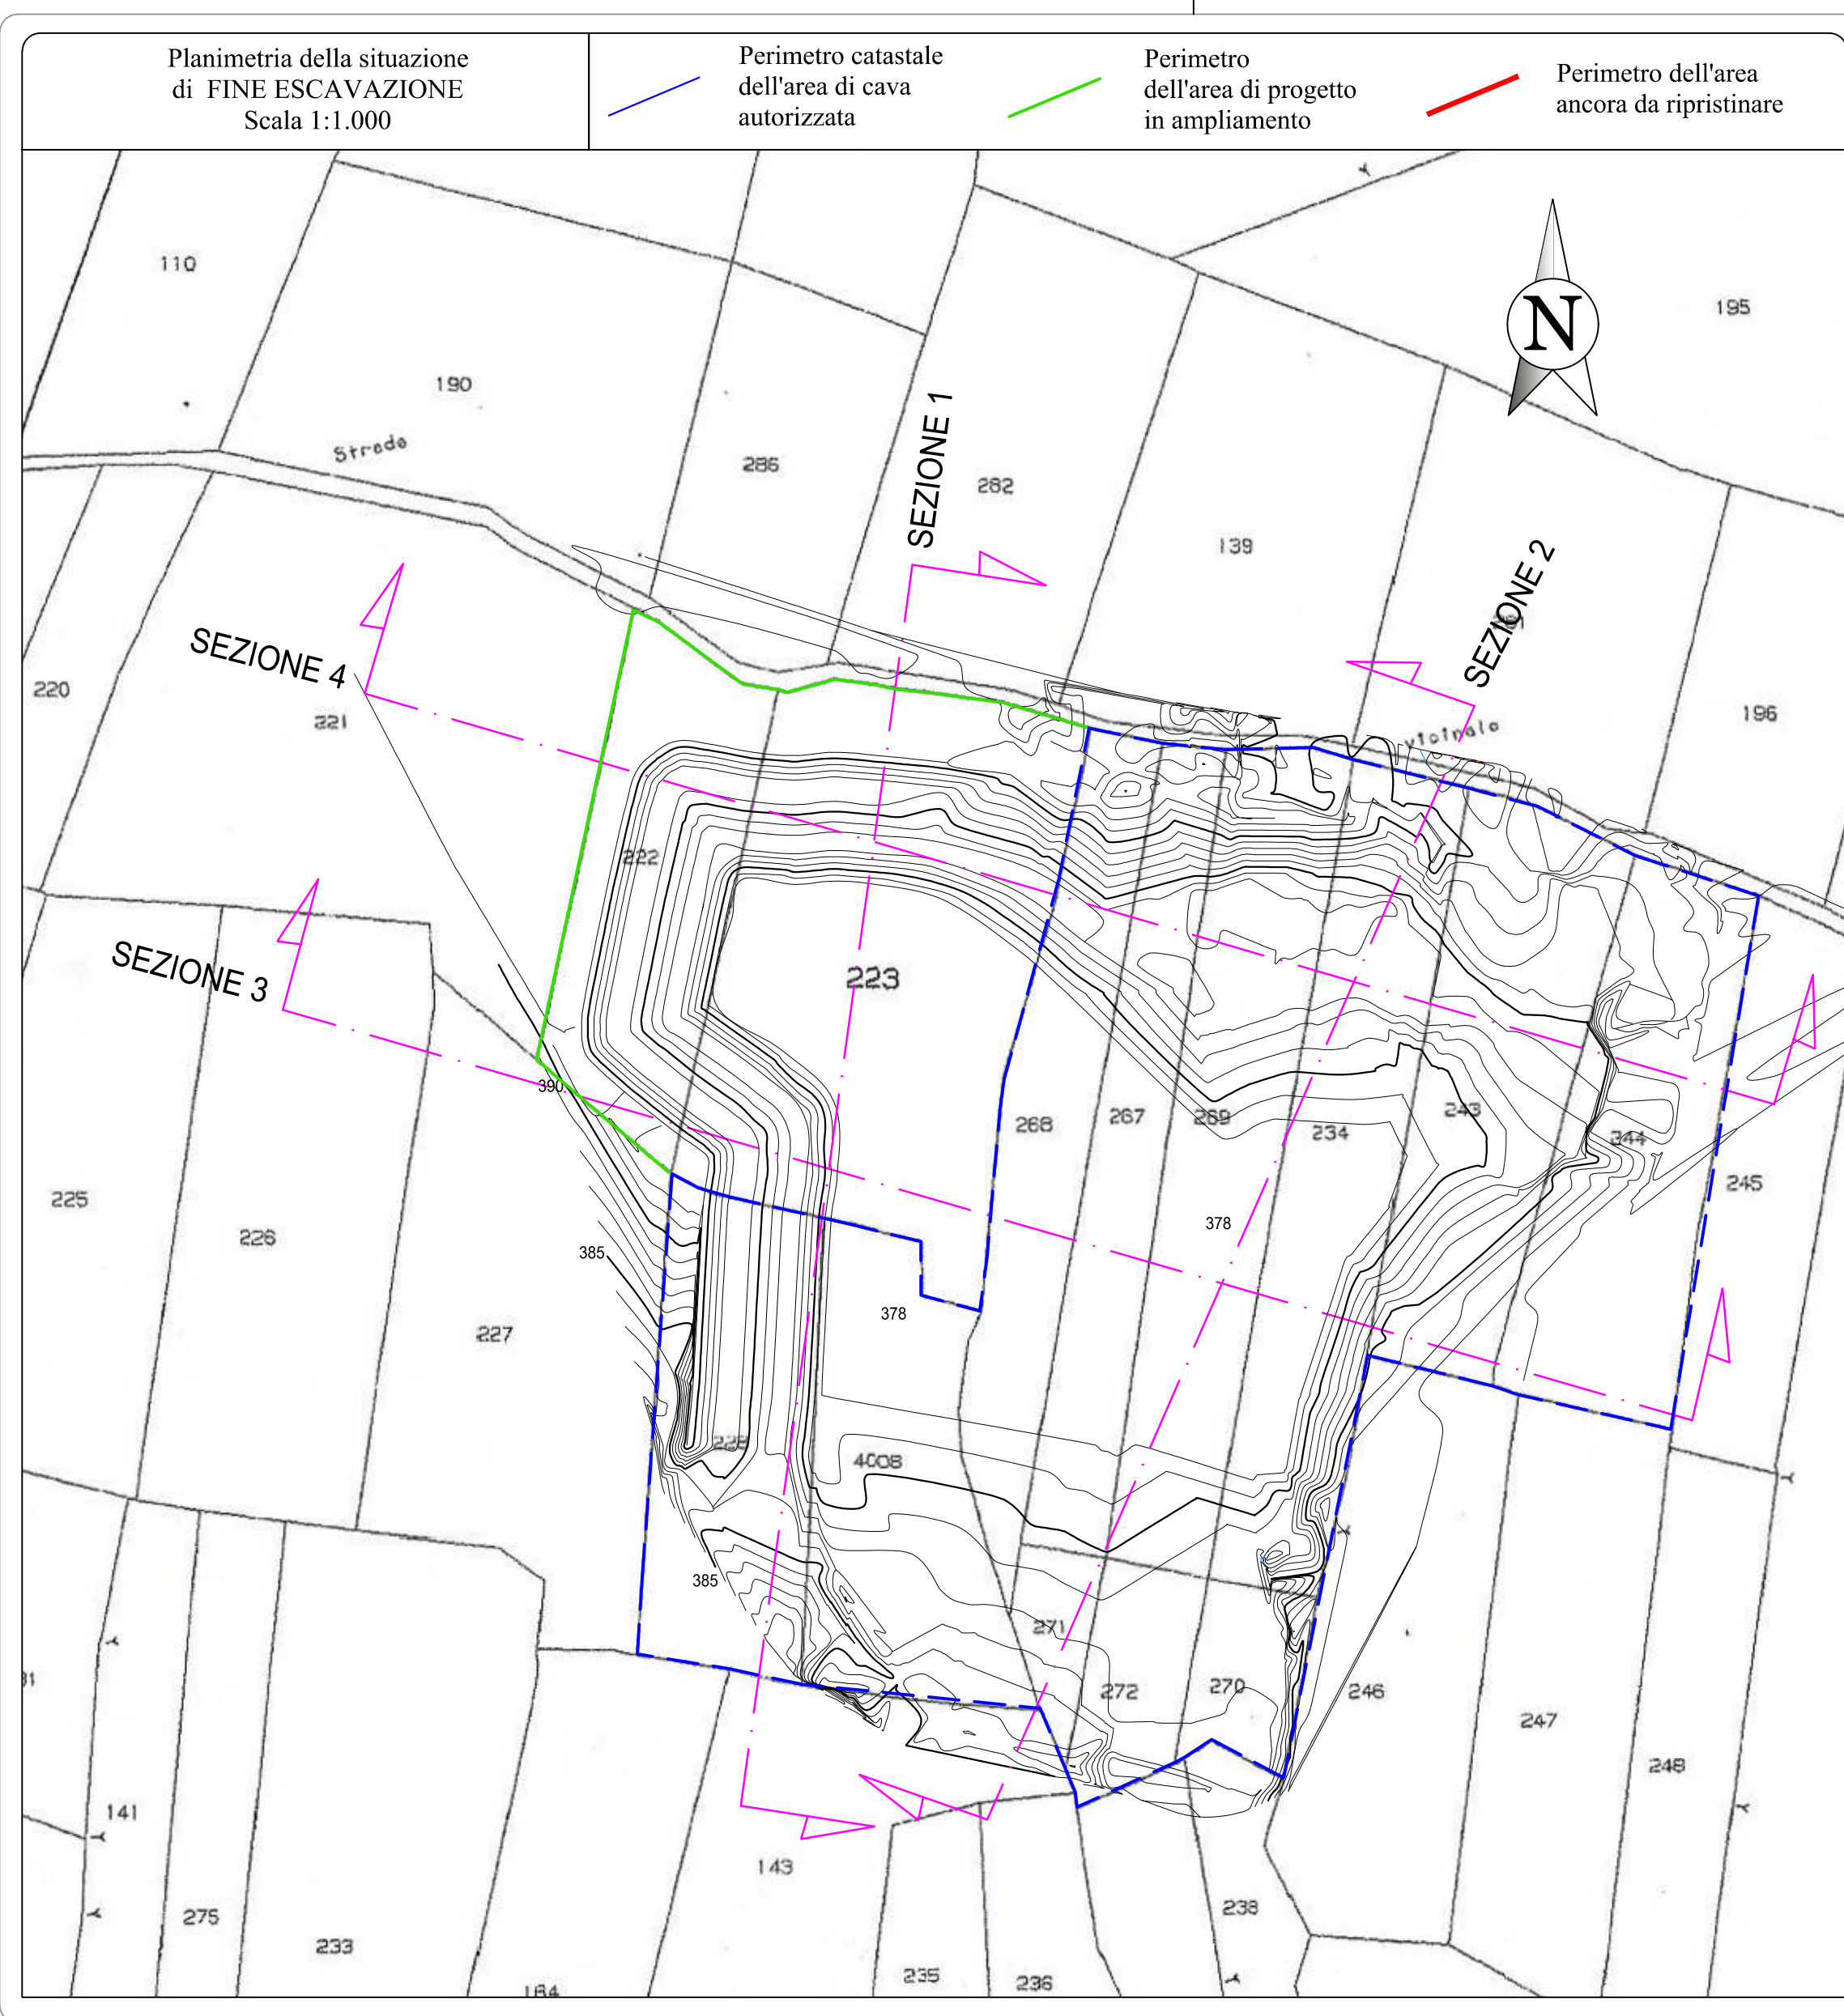 Planimetria della situazione
di FINE ESCAVAZIONE
Scala 1:1.000
Perimetro catastale
dell'area di cava
autorizzata
Perimetro
dell'area di progetto
in ampliamento
Perimetro dell'area
ancora da ripristinare
110
195
N
190
Strada
286
SEZIONE 1
282
139
SEZIONE 2
SEZIONE 4
220
221
vicinale
196
222
SEZIONE 3
223
390
268
267
269
234
243
244
245
225
226
385
378
227
378
4008
385
271
272
270
246
247
248
141
143
275
233
238
235
236
184